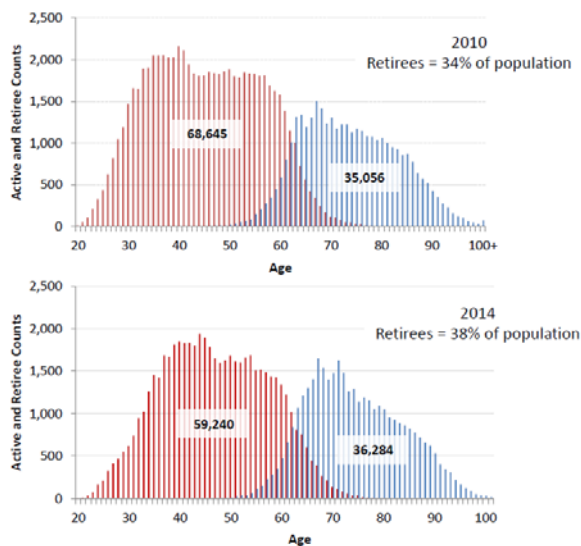 2,500
2,000
1,500
1,000
500
0
Active and Retiree Counts
2010
Retirees = 34% of population
68,645
35,056
20 30 40 50 60 70 80 90 100+
Age
2,500
2,000
1,500
1,000
500
0
Active and Retiree Counts
2014
Retirees = 38% of population
59,240
36,284
20 30 40 50 60 70 80 90 100
Age